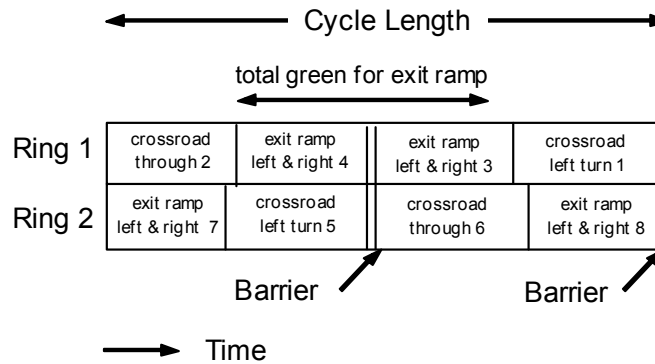 Cycle Length
total green for exit ramp
Ring 1
crossroad
through 2
exit ramp
left & right 4
exit ramp
left & right 3
crossroad
left turn 1
Ring 2
exit ramp
left & right 7
crossroad
left turn 5
crossroad
through 6
exit ramp
left & right 8
Barrier
Barrier
Time